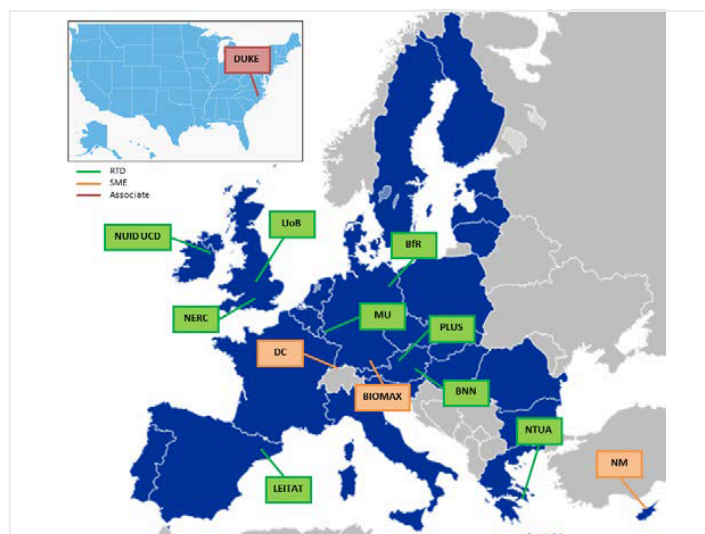 DUKE
RTD
SME
Associate
UoB
NUID UCD
BfR
NERC
MU
PLUS
DC
BIOMAX
BNN
NTUA
NM
LEITAT